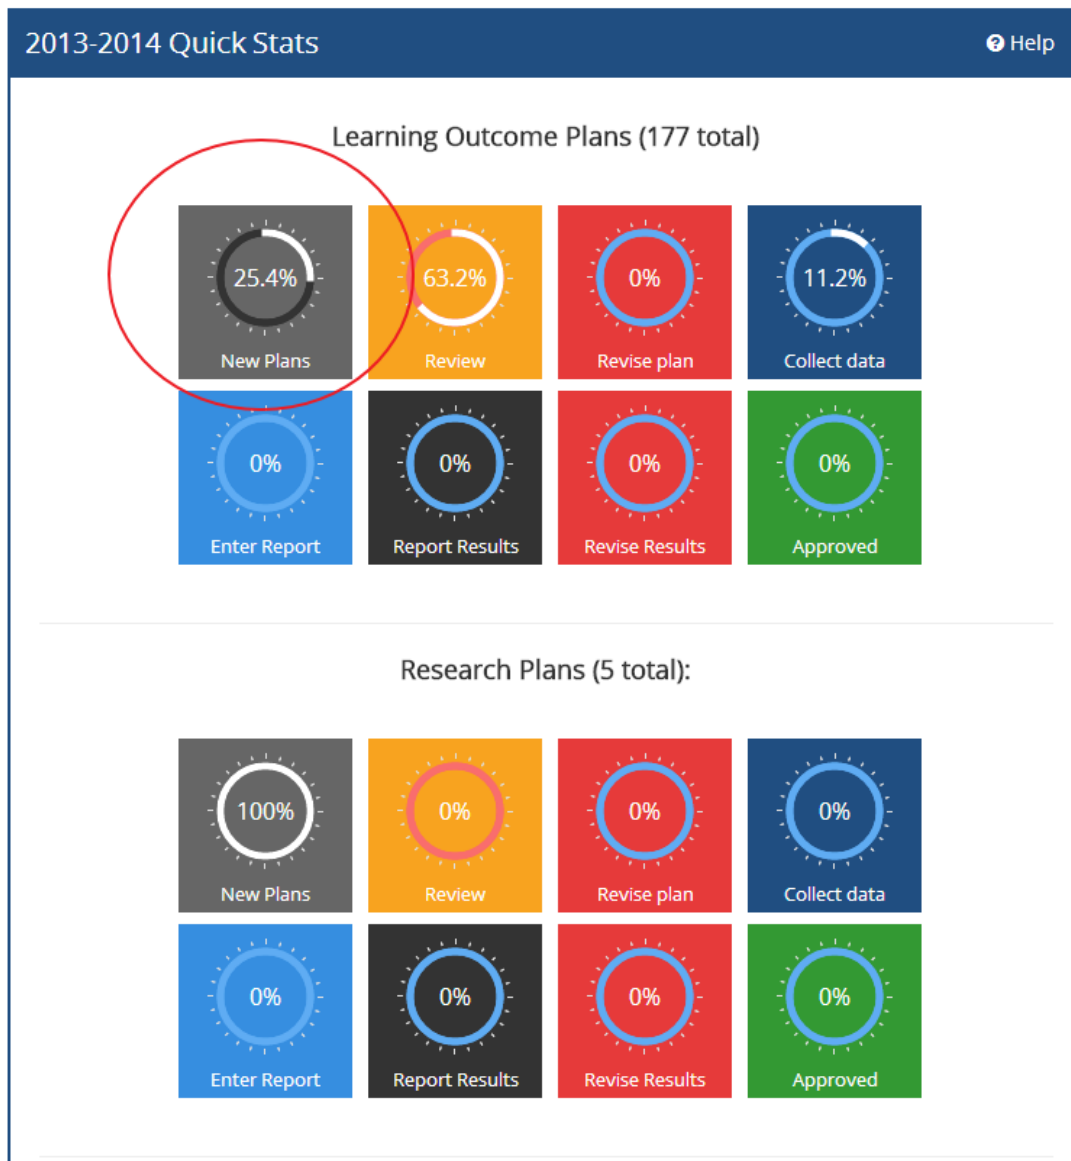 2013-2014 Quick Stats
? Help
Learning Outcome Plans (177 total)
25.4% 63.2% 0% 11.2%
New Plans Review Revise plan Collect data
0% 0% 0% 0%
Enter Report Report Results Revise Results Approved
Research Plans (5 total):
100% 0% 0% 0%
New Plans Review Revise plan Collect data
0% 0% 0% 0%
Enter Report Report Results Revise Results Approved